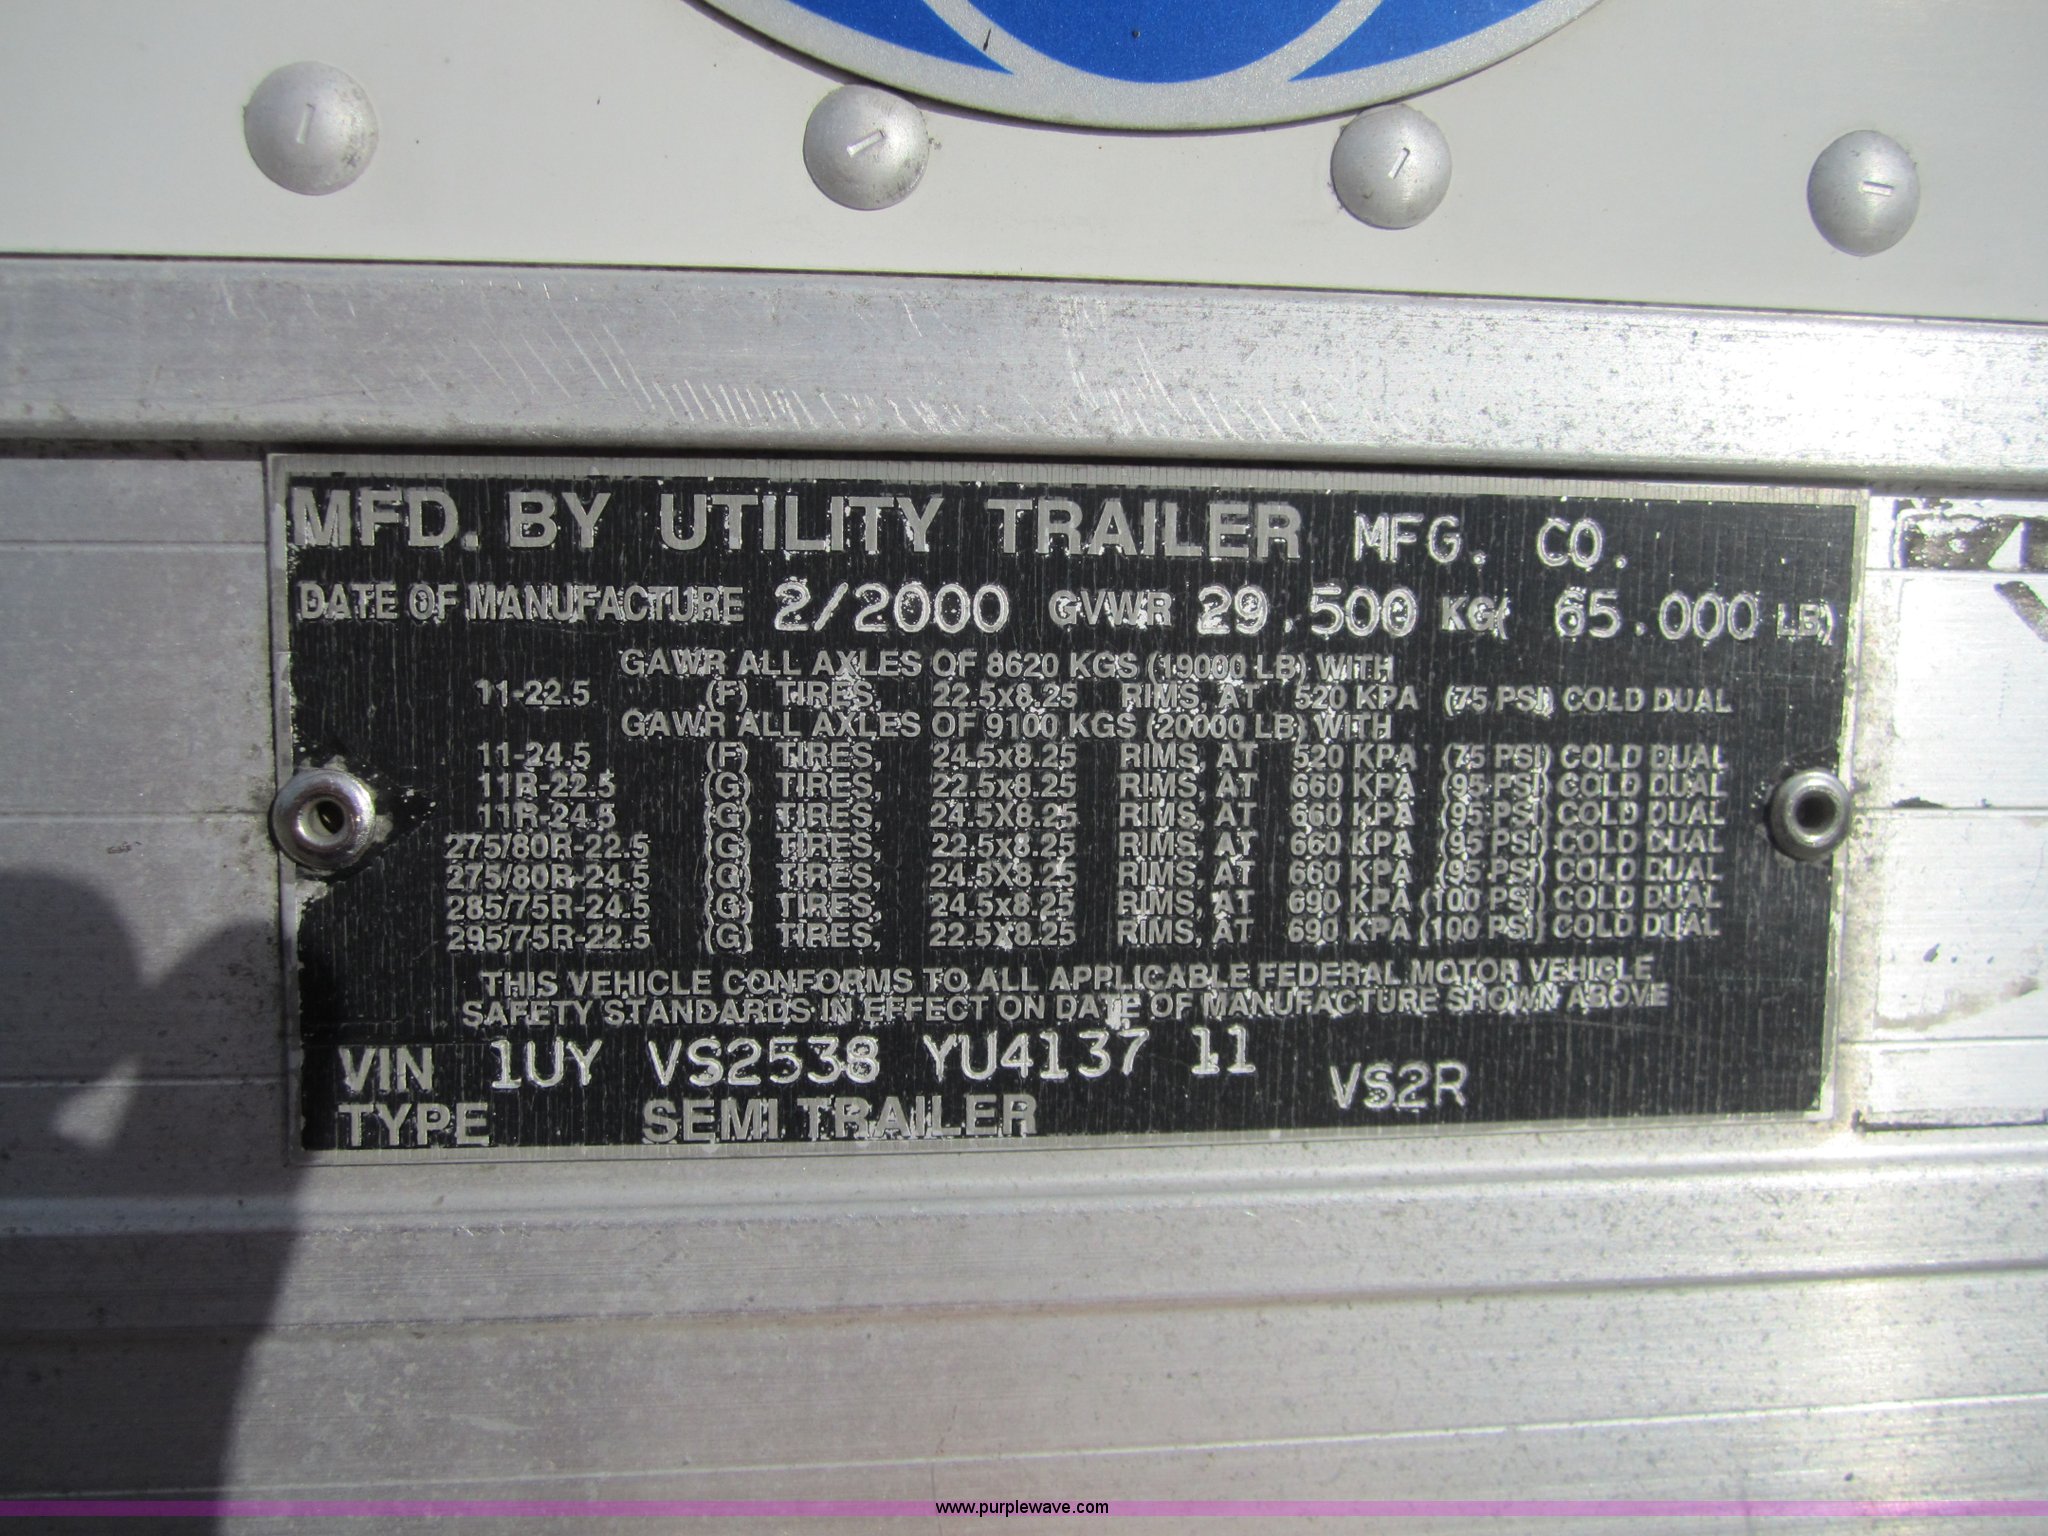 MFD. BY UTILITY TRAILER MFG. CO.
DATE OF MANUFACTURE 2/2000 GVWR 29.500 KG( 65.000 LB)
GAWR ALL AXLES OF 8620 KGS (19000 LB) WITH
11-22.5 (F) TIRES, 22.5x8.25 RIMS, AT 520 KPA (75 PSI) COLD DUAL
GAWR ALL AXLES OF 9100 KGS (20000 LB) WITH
11-24.5 (F) TIRES, 24.5x8.25 RIMS, AT 520 KPA (75 PSI) COLD DUAL
11R-22.5 (G) TIRES, 22.5x8.25 RIMS, AT 660 KPA (95 PSI) COLD DUAL
11R-24.5 (G) TIRES, 24.5X8.25 RIMS, AT 660 KPA (95 PSI) COLD DUAL
275/80R-22.5 (G) TIRES, 22.5x8.25 RIMS, AT 660 KPA (95 PSI) COLD DUAL
275/80R-24.5 (G) TIRES, 24.5X8.25 RIMS, AT 660 KPA (95 PSI) COLD DUAL
285/75R-24.5 (G) TIRES, 24.5x8.25 RIMS, AT 690 KPA (100 PSI) COLD DUAL
295/75R-22.5 (G) TIRES, 22.5X8.25 RIMS, AT 690 KPA (100 PSI) COLD DUAL
THIS VEHICLE CONFORMS TO ALL APPLICABLE FEDERAL MOTOR VEHICLE
SAFETY STANDARDS IN EFFECT ON DATE OF MANUFACTURE SHOWN ABOVE
VIN 1UY VS2538 YU4137 11 VS2R
TYPE SEMI TRAILER
www.purplewave.com